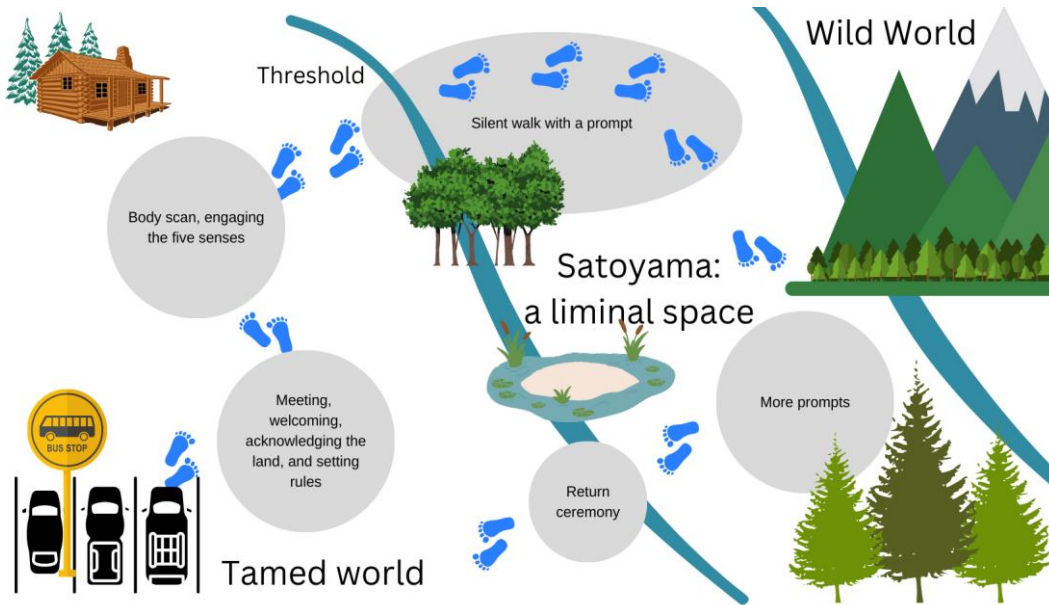 Wild World
Threshold
Silent walk with a prompt
Body scan, engaging
the five senses
Satoyama:
a liminal space
Meeting,
welcoming,
acknowledging the
land, and setting
rules
More prompts
BUS STOP
Return
ceremony
Tamed world